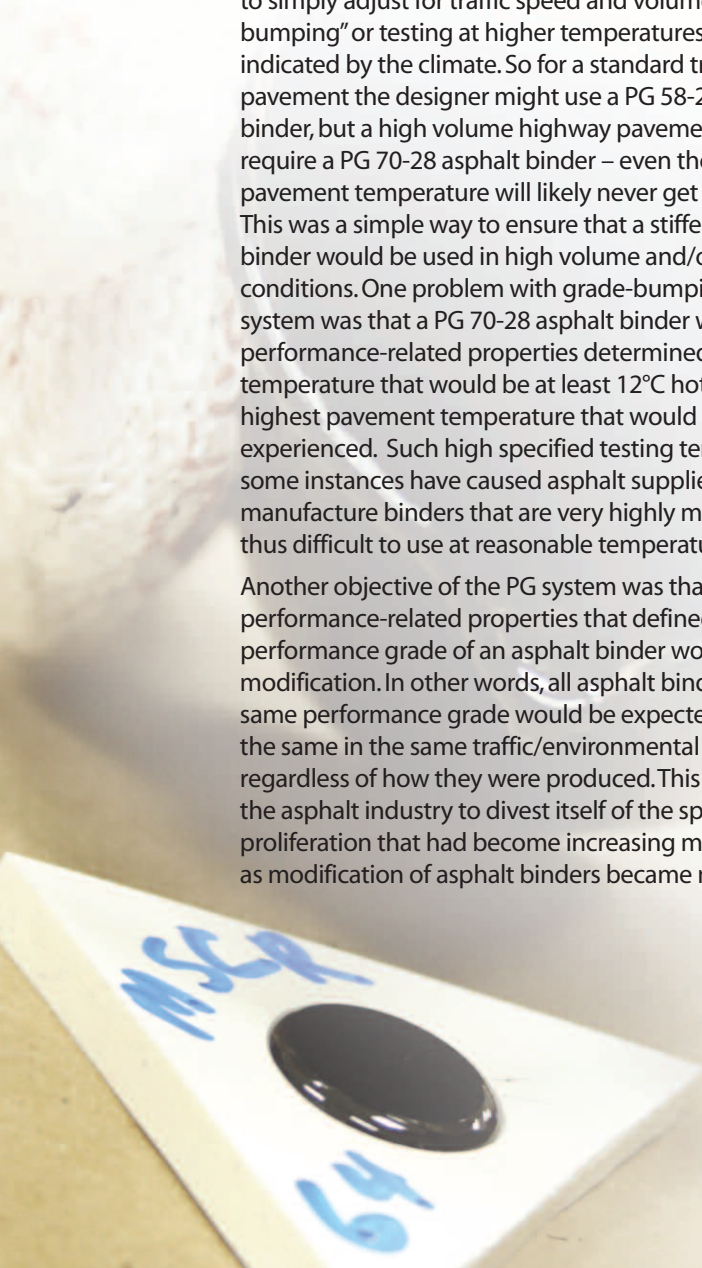 to simply adjust for traffic speed and volume
bumping” or testing at higher temperatures
indicated by the climate. So for a standard tr
pavement the designer might use a PG 58-2
binder, but a high volume highway paveme
require a PG 70-28 asphalt binder – even the
pavement temperature will likely never get
This was a simple way to ensure that a stiffe
binder would be used in high volume and/o
conditions. One problem with grade-bumpi
system was that a PG 70-28 asphalt binder w
performance-related properties determined
temperature that would be at least 12°C hot
highest pavement temperature that would
experienced. Such high specified testing te
some instances have caused asphalt supplie
manufacture binders that are very highly m
thus difficult to use at reasonable temperatu
Another objective of the PG system was tha
performance-related properties that defined
performance grade of an asphalt binder wo
modification. In other words, all asphalt bind
same performance grade would be expecte
the same in the same traffic/environmental
regardless of how they were produced. This
the asphalt industry to divest itself of the sp
proliferation that had become increasing m
as modification of asphalt binders became r
MSCR
64